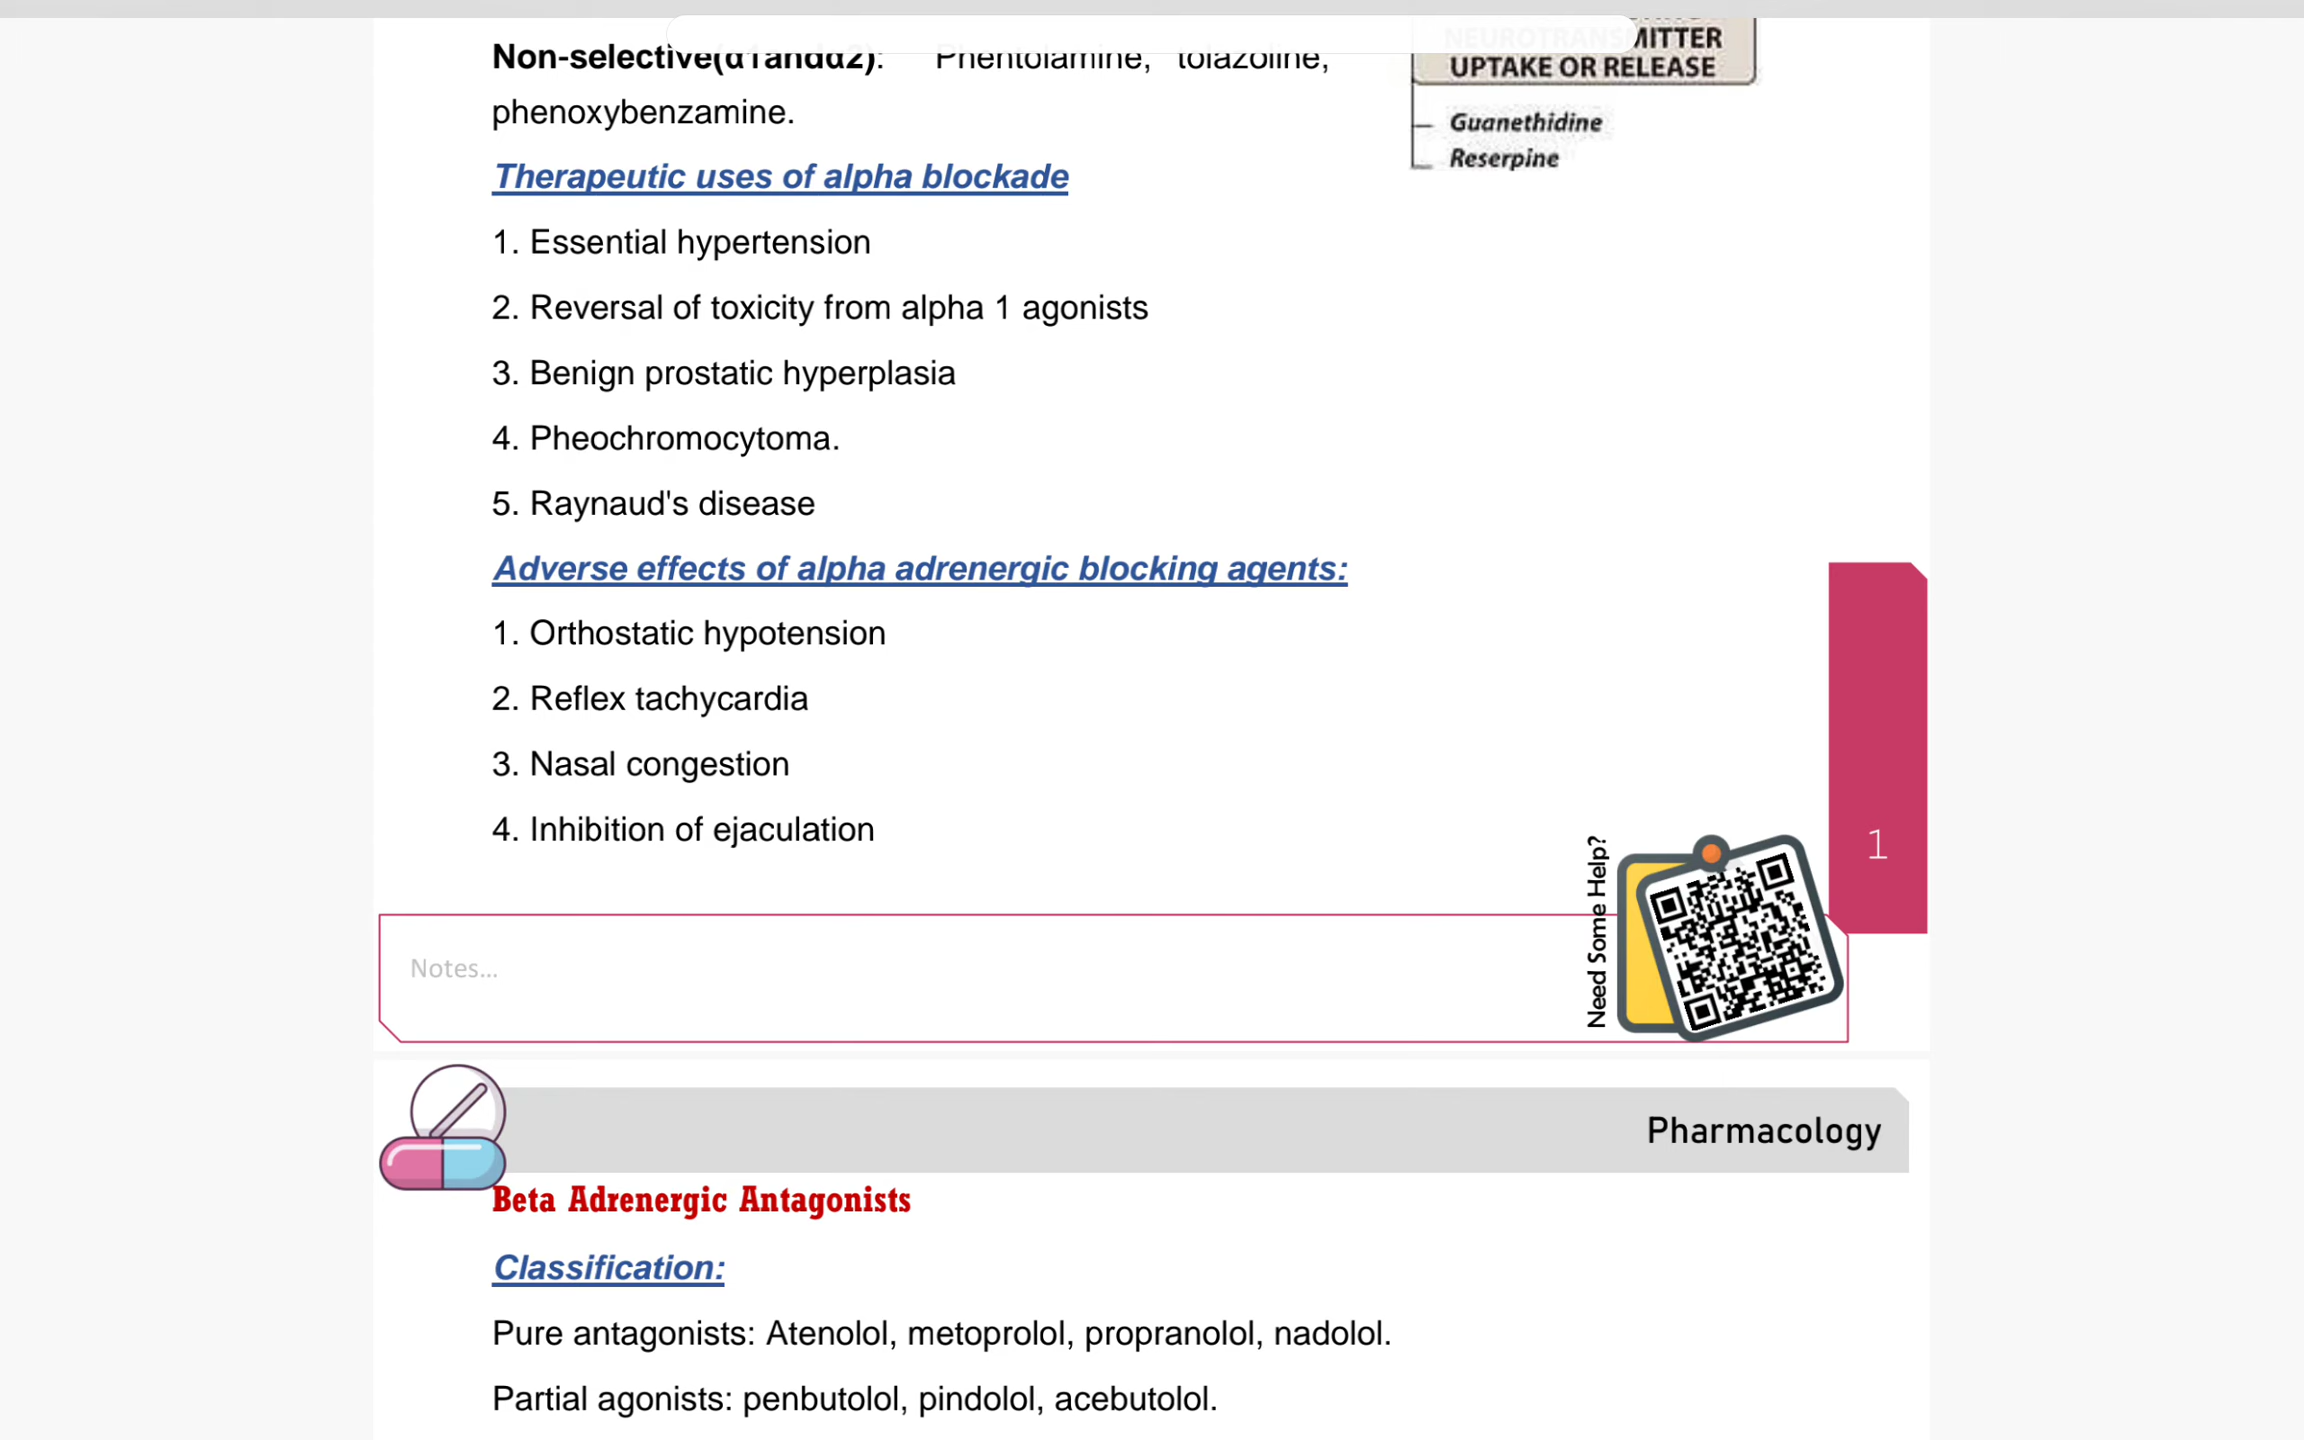 Non-selective(α1andα2): Phentolamine, tolazoline,
phenoxybenzamine.
MITTER
UPTAKE OR RELEASE
Guanethidine
Reserpine
Therapeutic uses of alpha blockade
1. Essential hypertension
2. Reversal of toxicity from alpha 1 agonists
3. Benign prostatic hyperplasia
4. Pheochromocytoma.
5. Raynaud's disease
Adverse effects of alpha adrenergic blocking agents:
1. Orthostatic hypotension
2. Reflex tachycardia
3. Nasal congestion
4. Inhibition of ejaculation
1
Need Some Help?
Notes...
Pharmacology
Beta Adrenergic Antagonists
Classification:
Pure antagonists: Atenolol, metoprolol, propranolol, nadolol.
Partial agonists: penbutolol, pindolol, acebutolol.